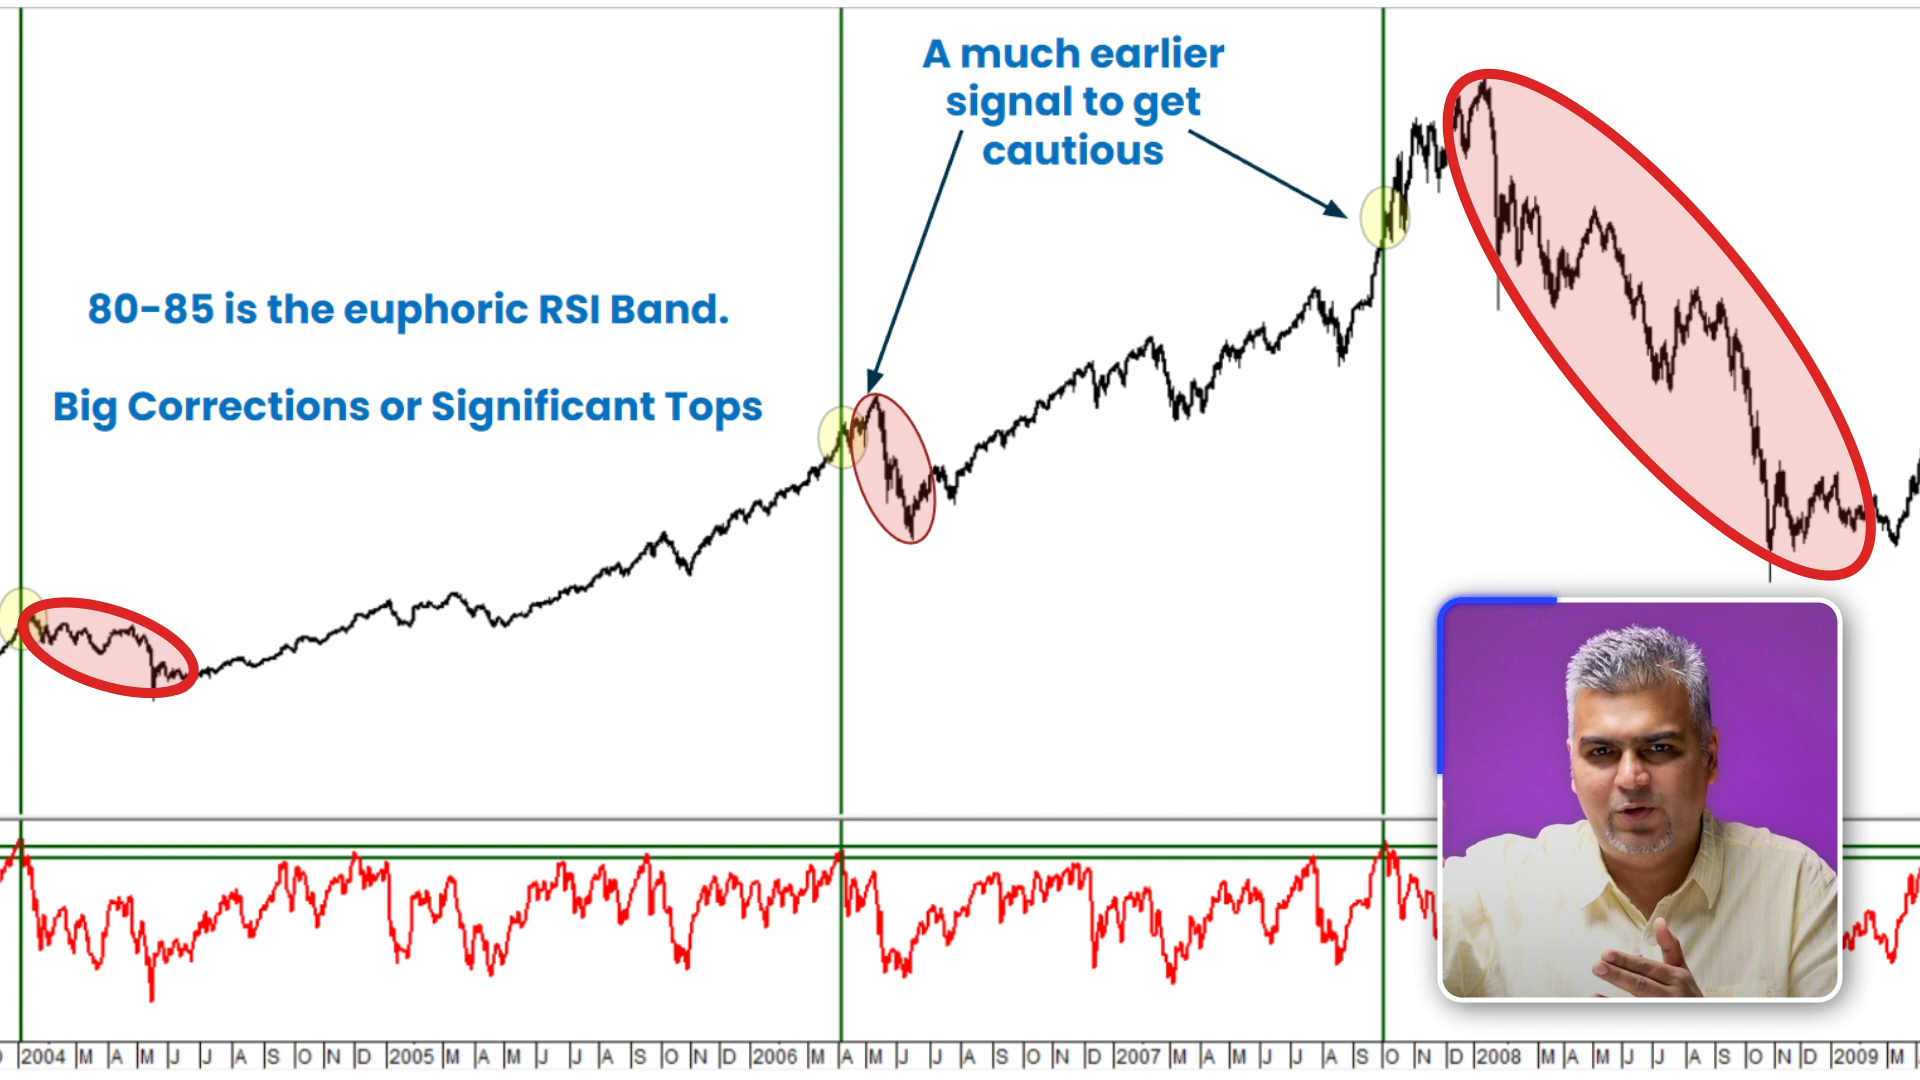 A much earlier
signal to get
cautious
80-85 is the euphoric RSI Band.
Big Corrections or Significant Tops
2004 M A M J J A S O N D 2005 M A M J J A S O N D 2006 M A M J J A S O N D 2007 M A M J J A S O N D 2008 M A M J J A S O N D 2009 M